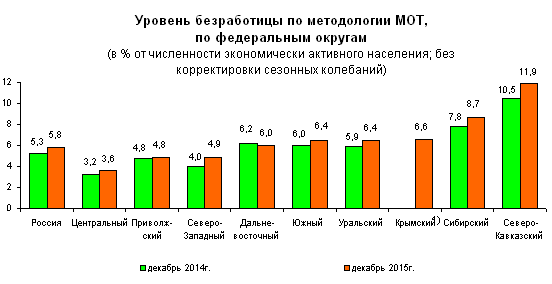 Уровень безработицы по методологии МОТ,
по федеральным округам
(в % от численности экономически активного населения; без
корректировки сезонных колебаний)
12
10
8
6
4
2
0
5,3 5,8
3,2 3,6
4,8 4,8
4,0 4,9
6,2 6,0
6,0 6,4
5,9 6,4
6,6
7,8 8,7
10,5 11,9
Россия
Центральный
Приволж-
ский
Северо-
Западный
Дальне-
восточный
Южный
Уральский
Крымский 1)
Сибирский
Северо-
Кавказский
декабрь 2014г.
декабрь 2015г.